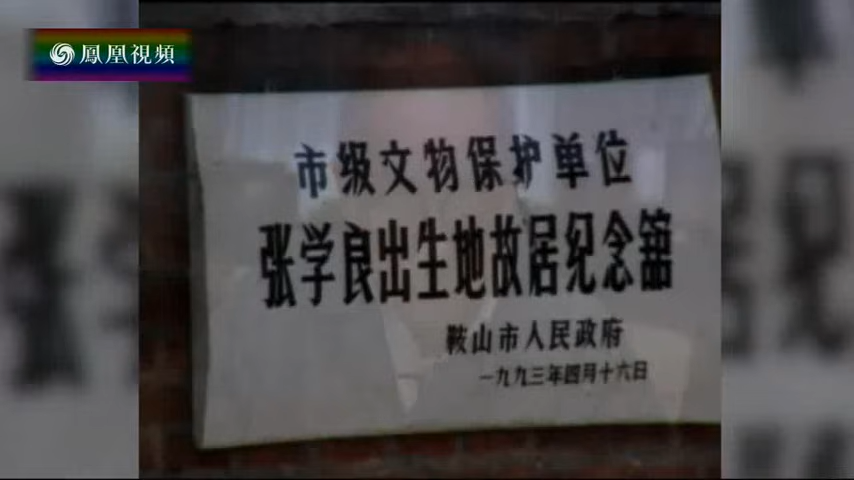 鳳凰視頻
市级文物保护单位
张学良出生地故居纪念舘
鞍山市人民政府
一九九三年四月十六日